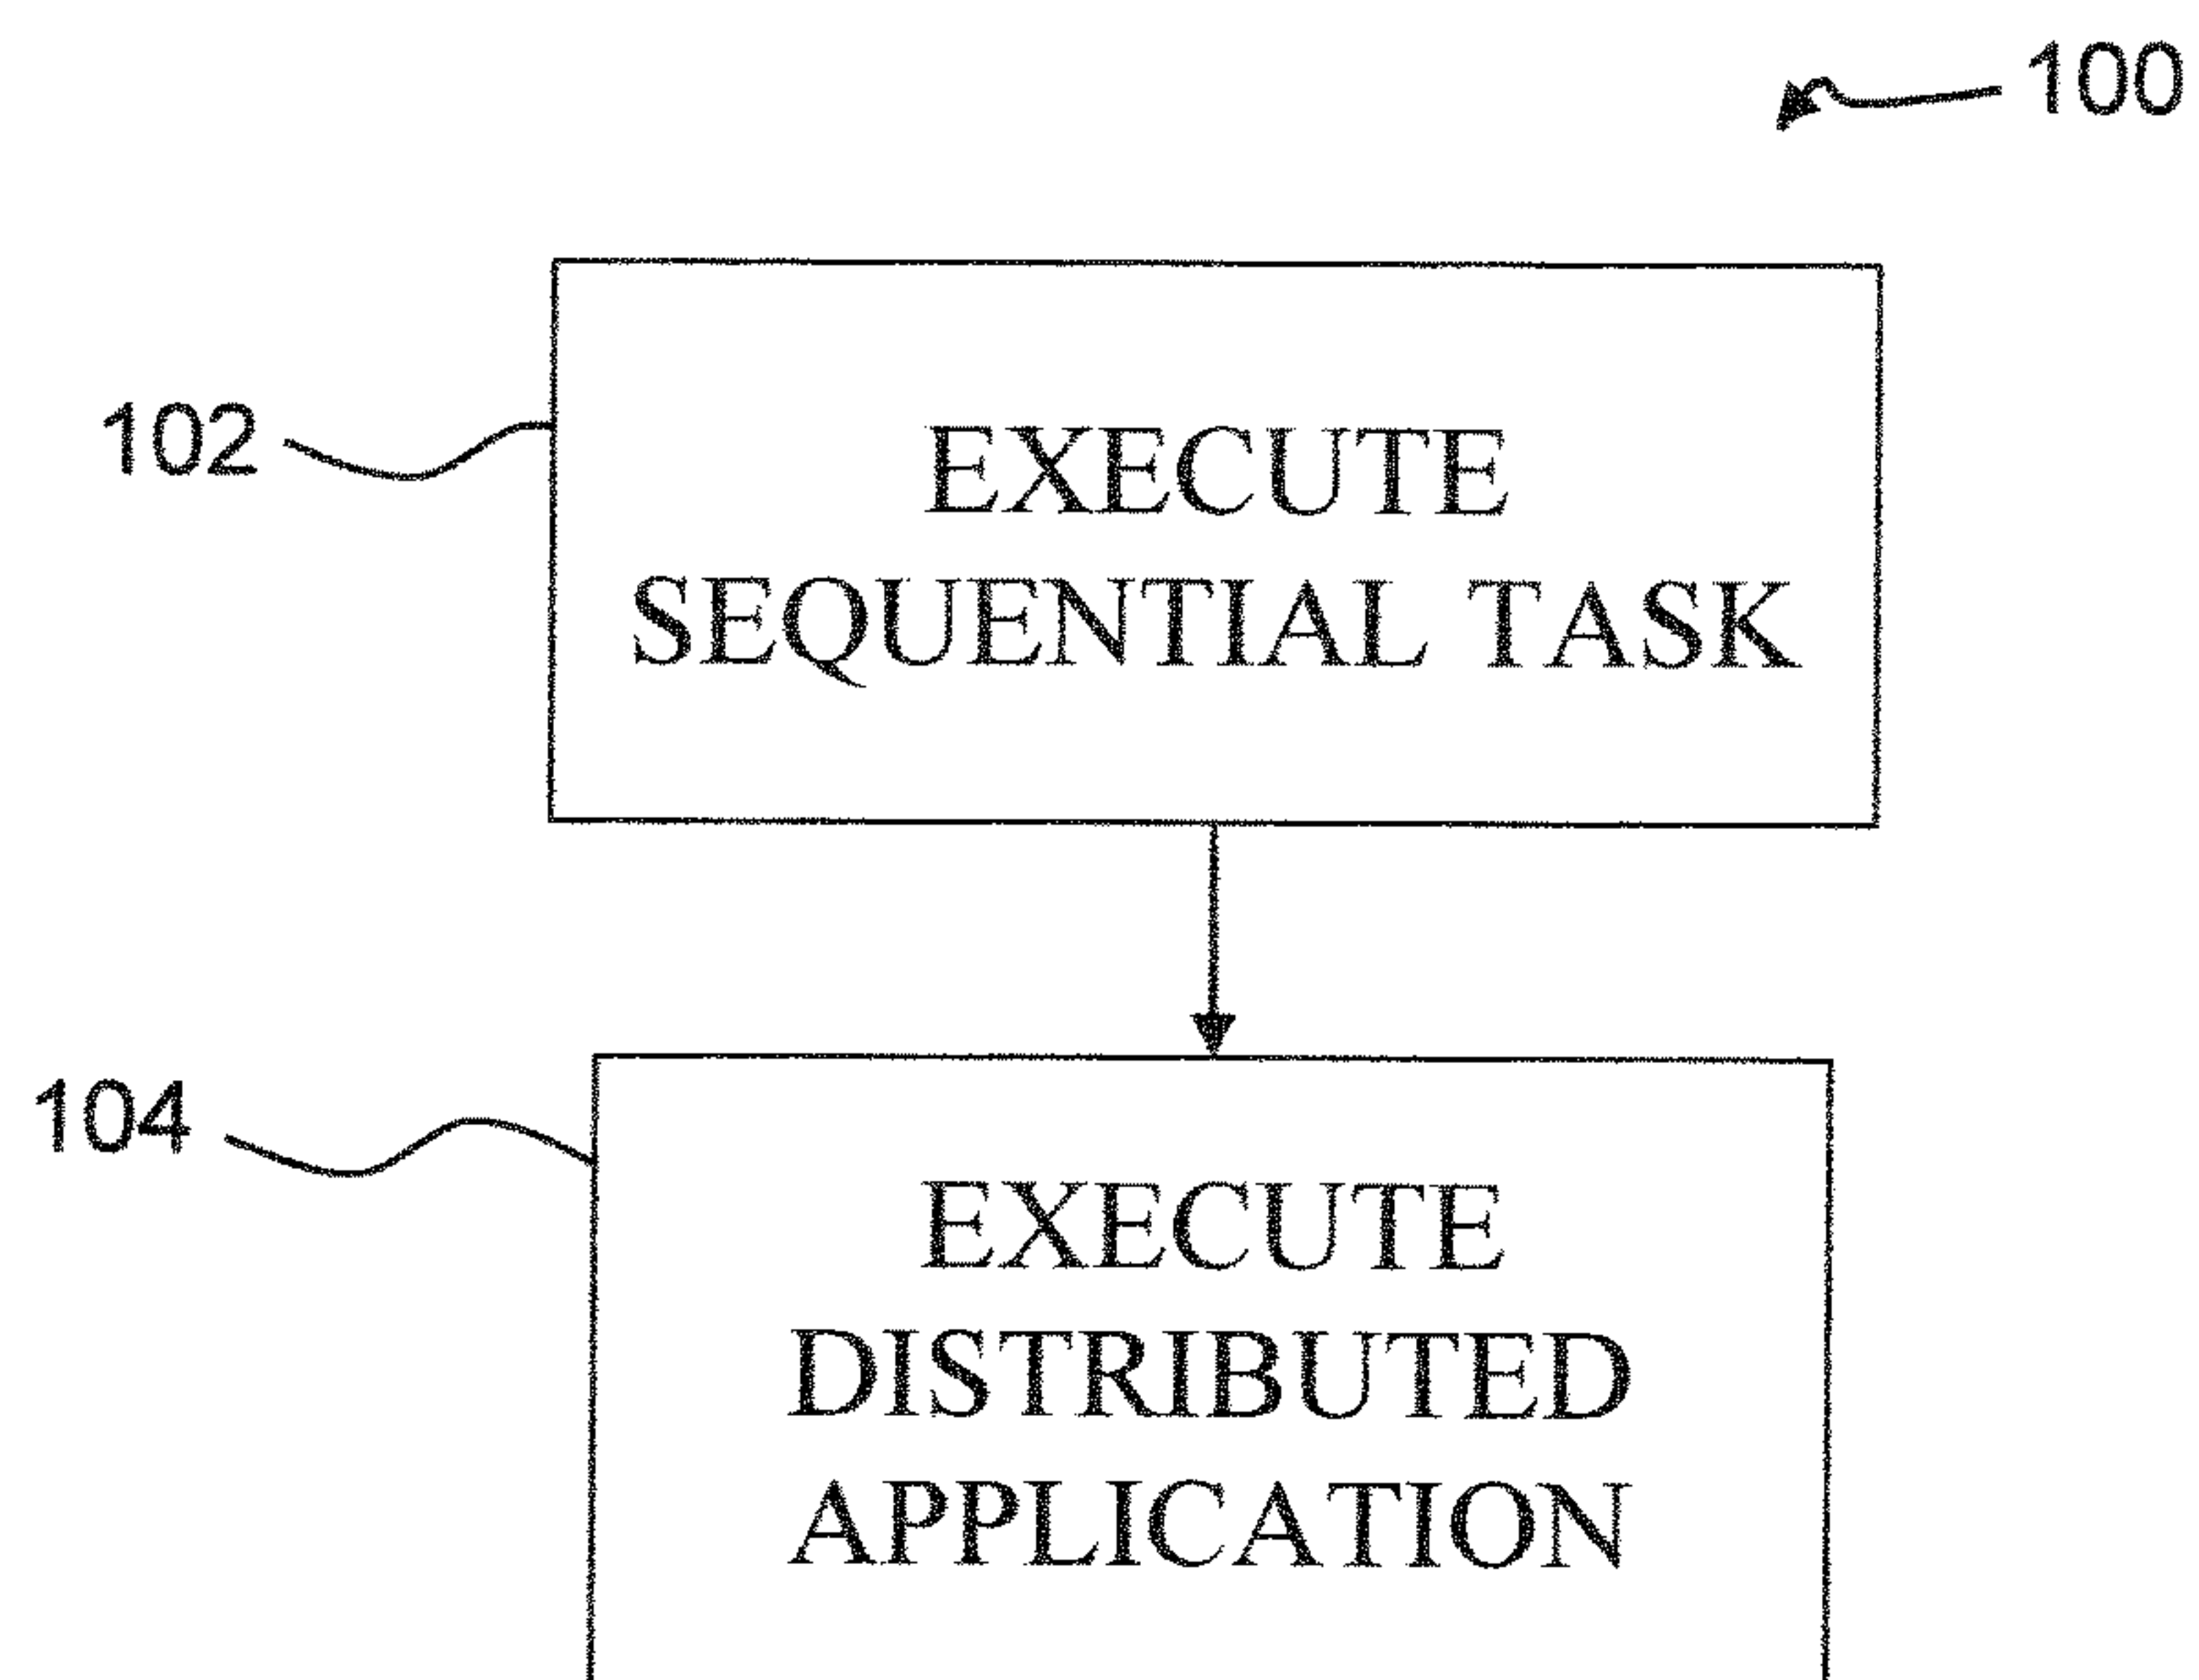 100
102
EXECUTE
SEQUENTIAL TASK
104
EXECUTE
DISTRIBUTED
APPLICATION